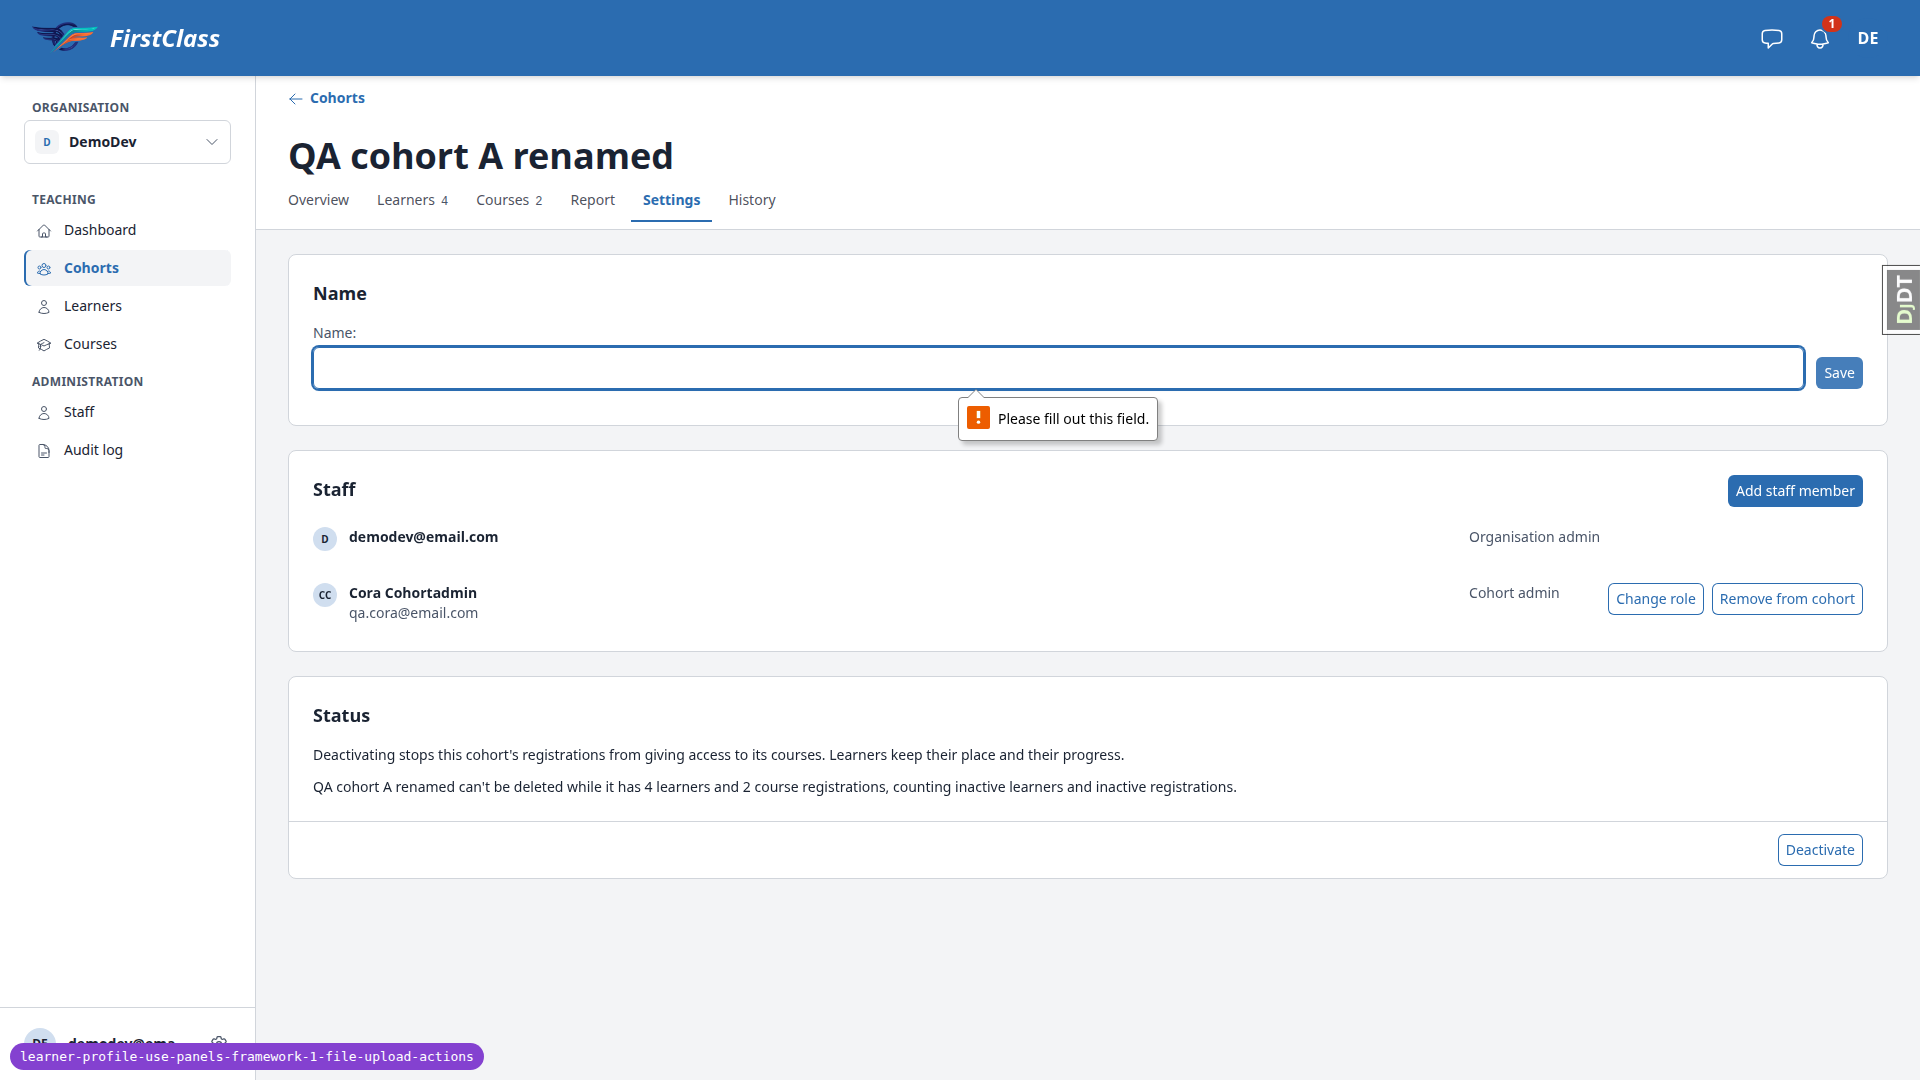 FirstClass
1
DE
ORGANISATION
D DemoDev
TEACHING
Dashboard
Cohorts
Learners
Courses
ADMINISTRATION
Staff
Audit log
Cohorts
QA cohort A renamed
Overview Learners 4 Courses 2 Report Settings History
Name
Name:
Save
! Please fill out this field.
Staff
Add staff member
D demodev@email.com Organisation admin
CC Cora Cohortadmin Cohort admin Change role Remove from cohort
qa.cora@email.com
Status
Deactivating stops this cohort's registrations from giving access to its courses. Learners keep their place and their progress.
QA cohort A renamed can't be deleted while it has 4 learners and 2 course registrations, counting inactive learners and inactive registrations.
Deactivate
DjDT
DE demodev@ema
learner-profile-use-panels-framework-1-file-upload-actions